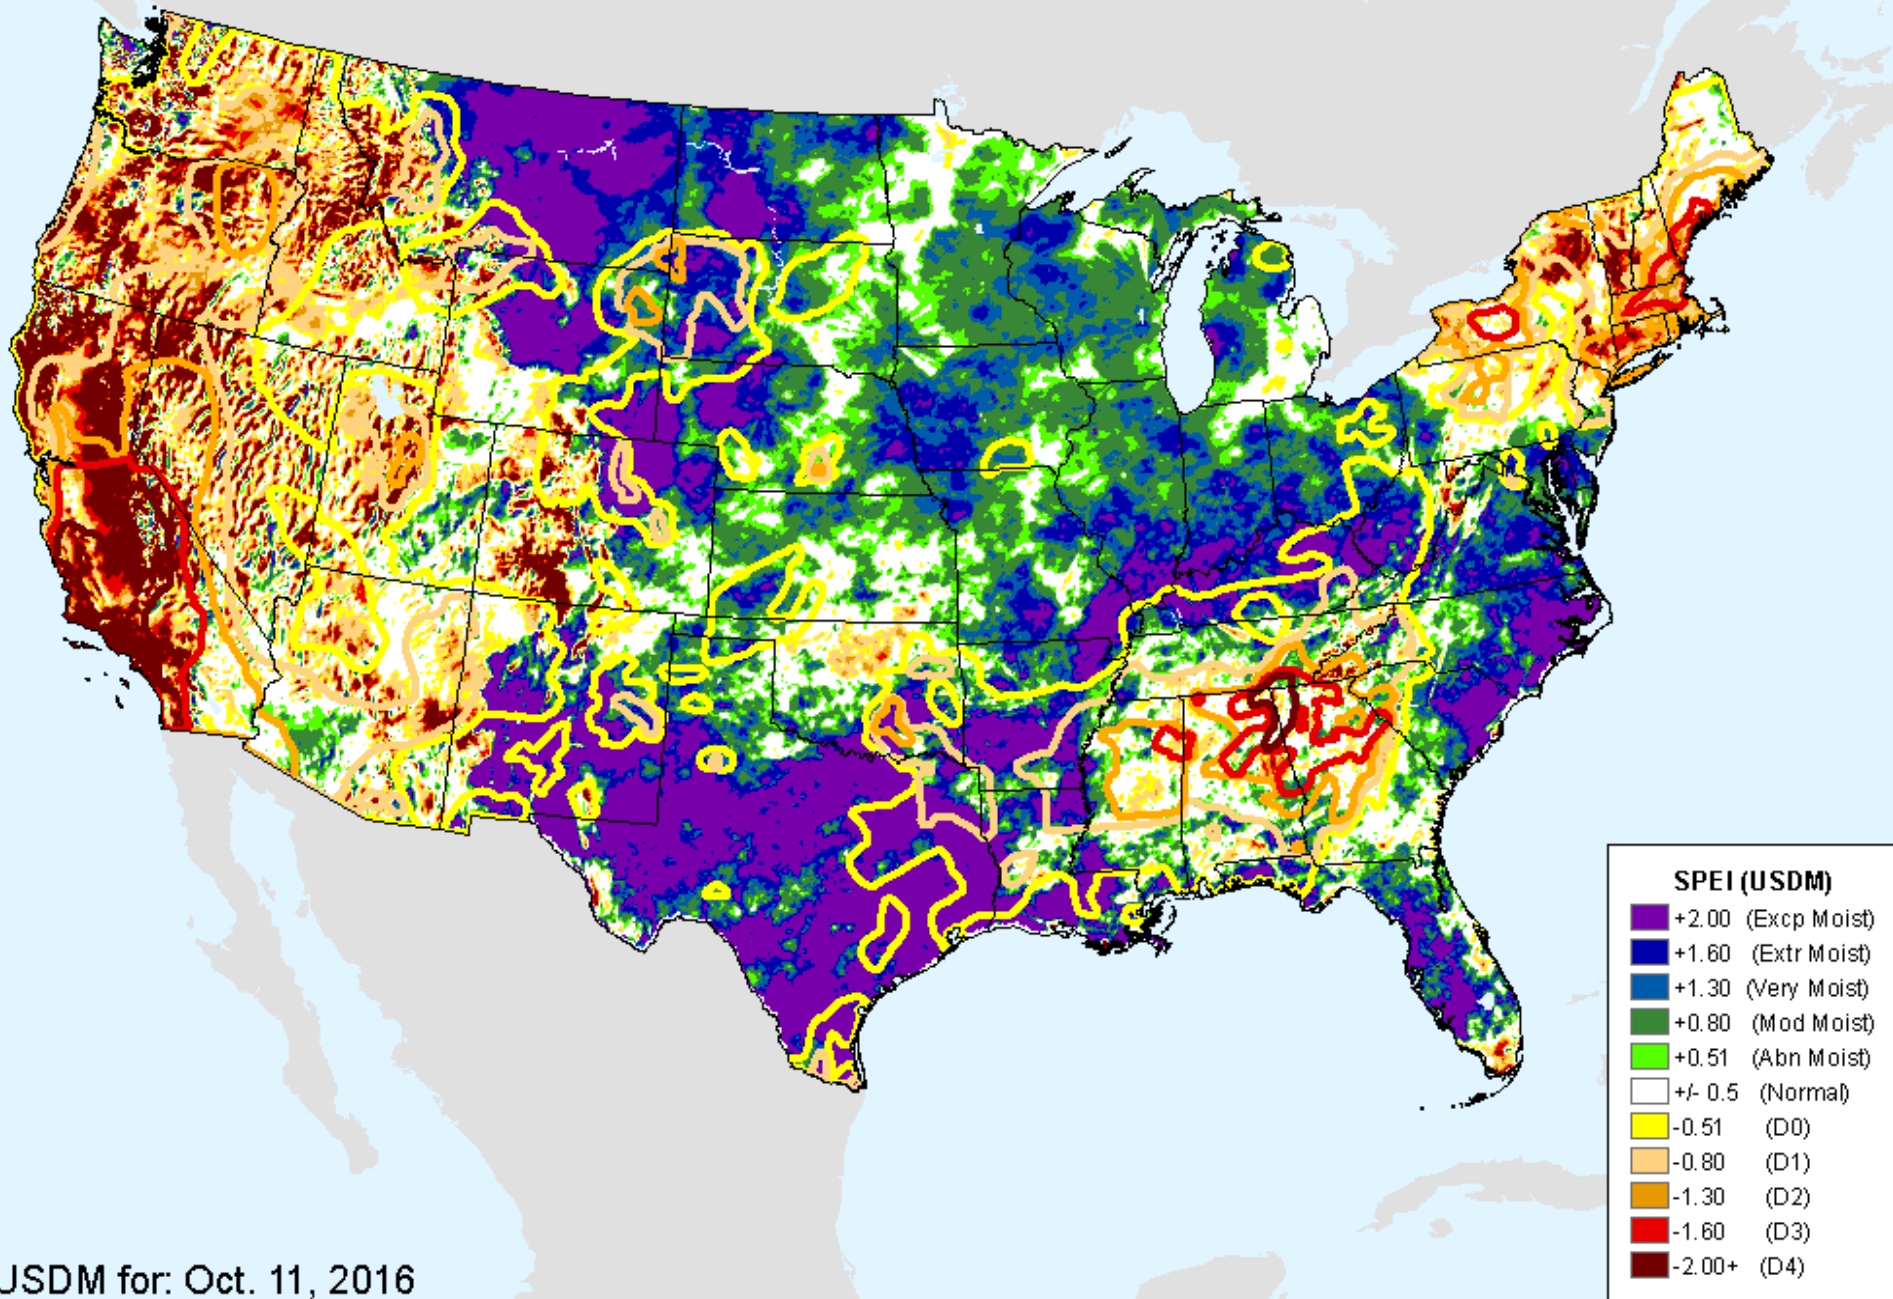 SPEI (USDM)
+2.00 (Excp Moist)
+1.60 (Extr Moist)
+1.30 (Very Moist)
+0.80 (Mod Moist)
+0.51 (Abn Moist)
+/- 0.5 (Normal)
-0.51 (D0)
-0.80 (D1)
-1.30 (D2)
-1.60 (D3)
-2.00+ (D4)
USDM for: Oct. 11, 2016